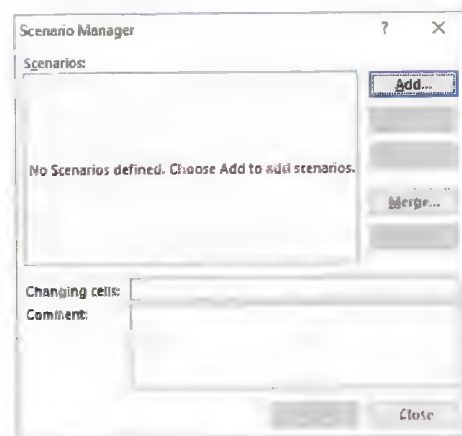 Scenario Manager ? ×
Scenarios:
Add...
No Scenarios defined. Choose Add to add scenarios.
Merge...
Changing cells:
Comment:
Close